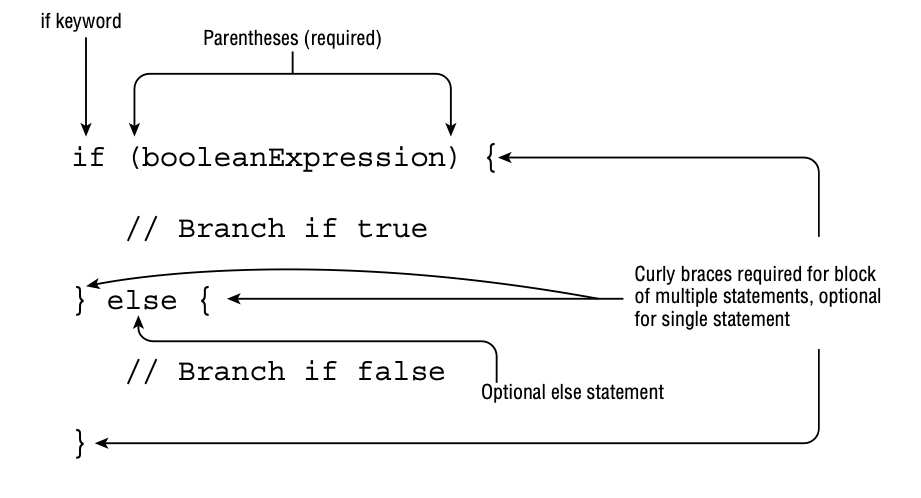 if keyword
Parentheses (required)
if (booleanExpression) {
// Branch if true
Curly braces required for block
of multiple statements, optional
for single statement
} else {
// Branch if false
Optional else statement
}